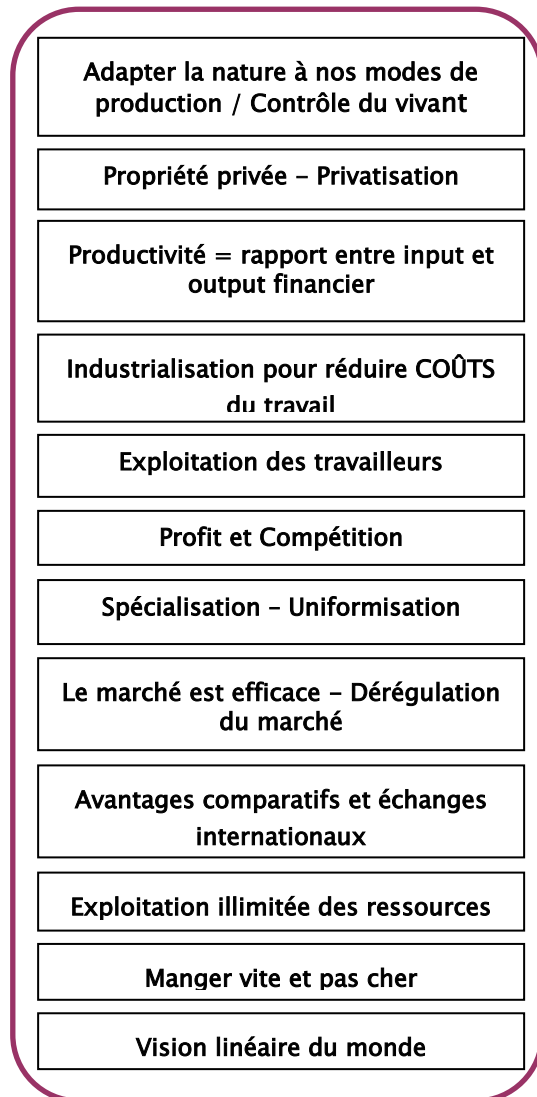 Adapter la nature à nos modes de
production / Contrôle du vivant
Propriété privée – Privatisation
Productivité = rapport entre input et
output financier
Industrialisation pour réduire COÛTS
du travail
Exploitation des travailleurs
Profit et Compétition
Spécialisation – Uniformisation
Le marché est efficace – Dérégulation
du marché
Avantages comparatifs et échanges
internationaux
Exploitation illimitée des ressources
Manger vite et pas cher
Vision linéaire du monde